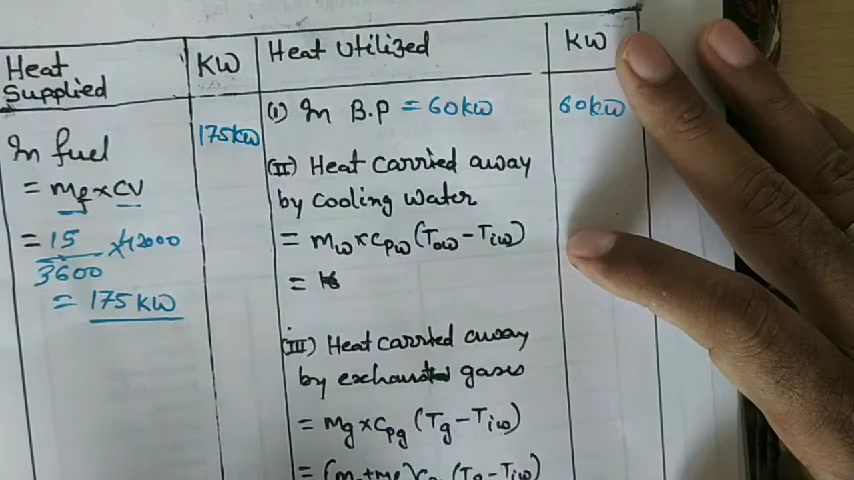 Heat Supplied
KW
Heat Utilized
KW
In fuel
= mf×CV
= 15/3600 ×42000
= 175 KW
175KW
(i) In B.P = 60KW
60KW
(ii) Heat carried away
by cooling water
= mw×Cpw(Tow-Tiw)
=
(iii) Heat carried away
by exhaust gases
= mg×Cpg(Tg-Tiw)